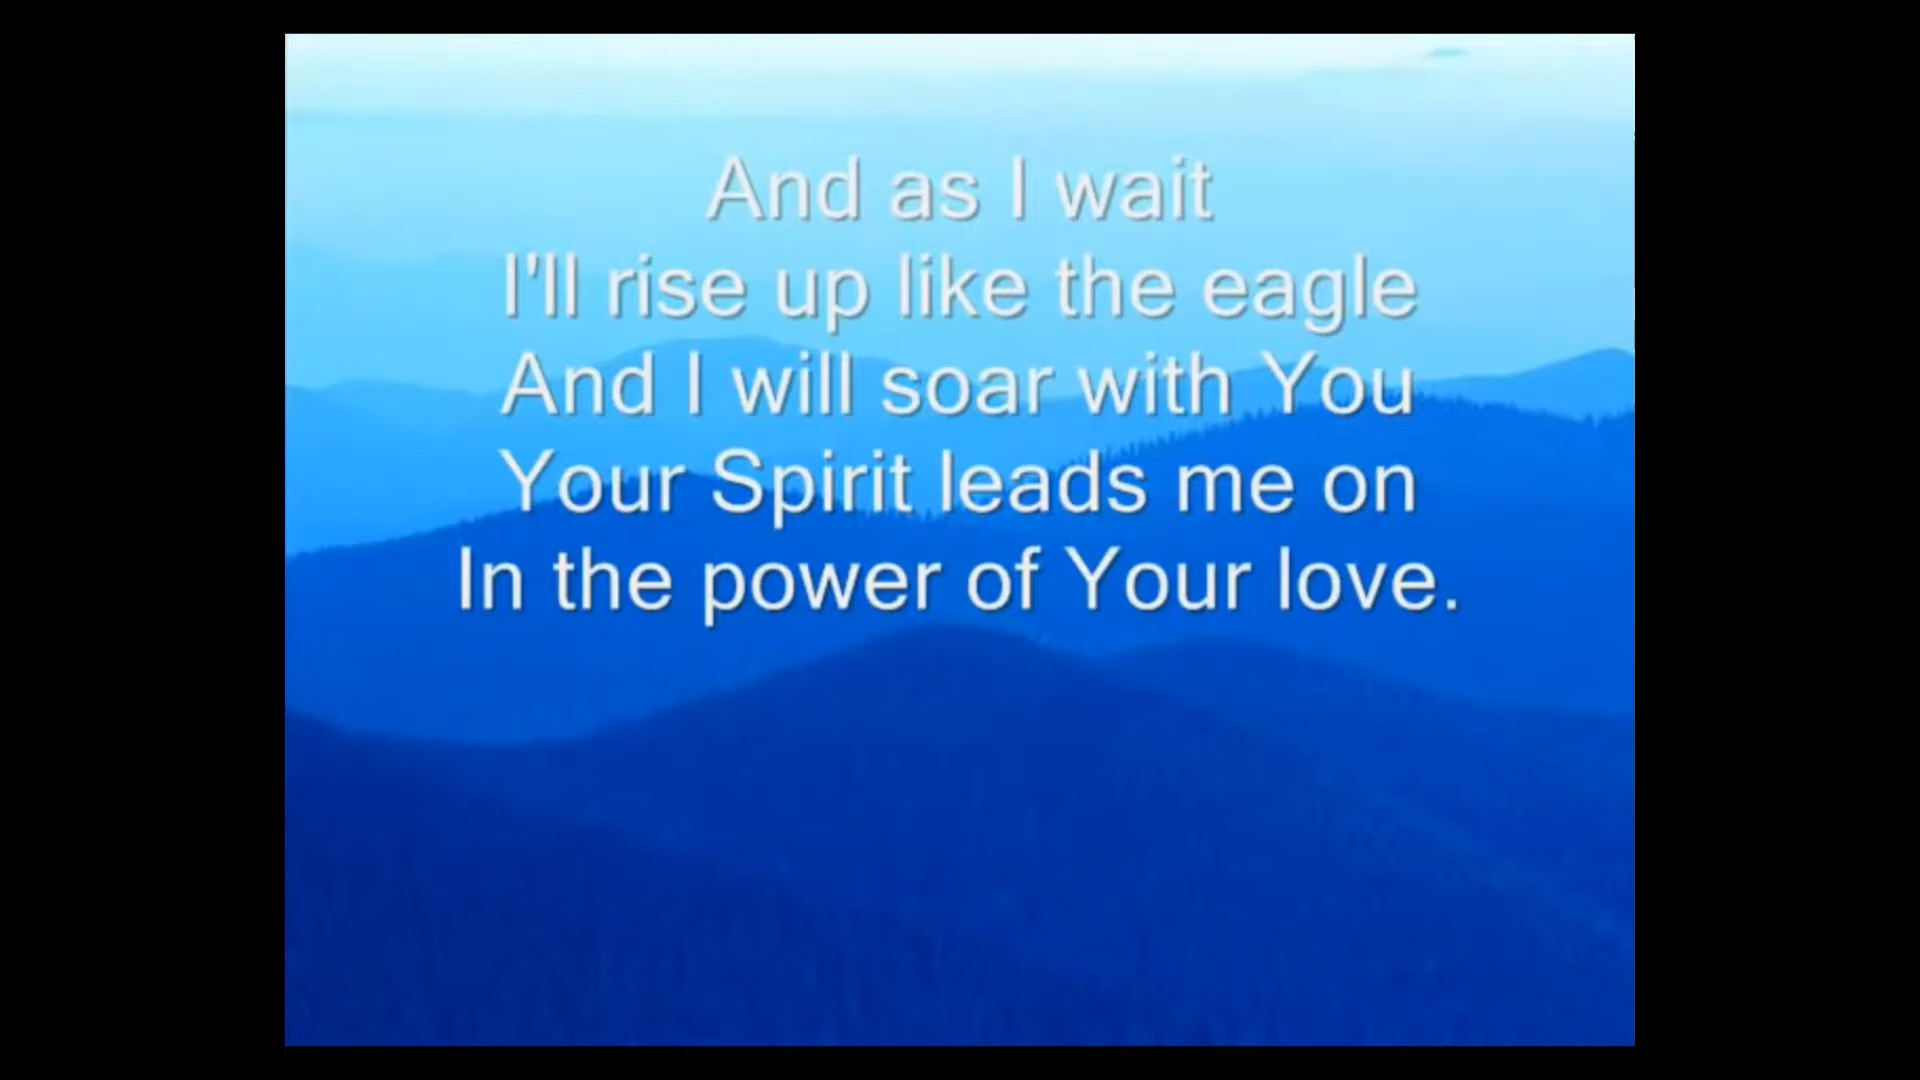 And as I wait
I'll rise up like the eagle
And I will soar with You
Your Spirit leads me on
In the power of Your love.